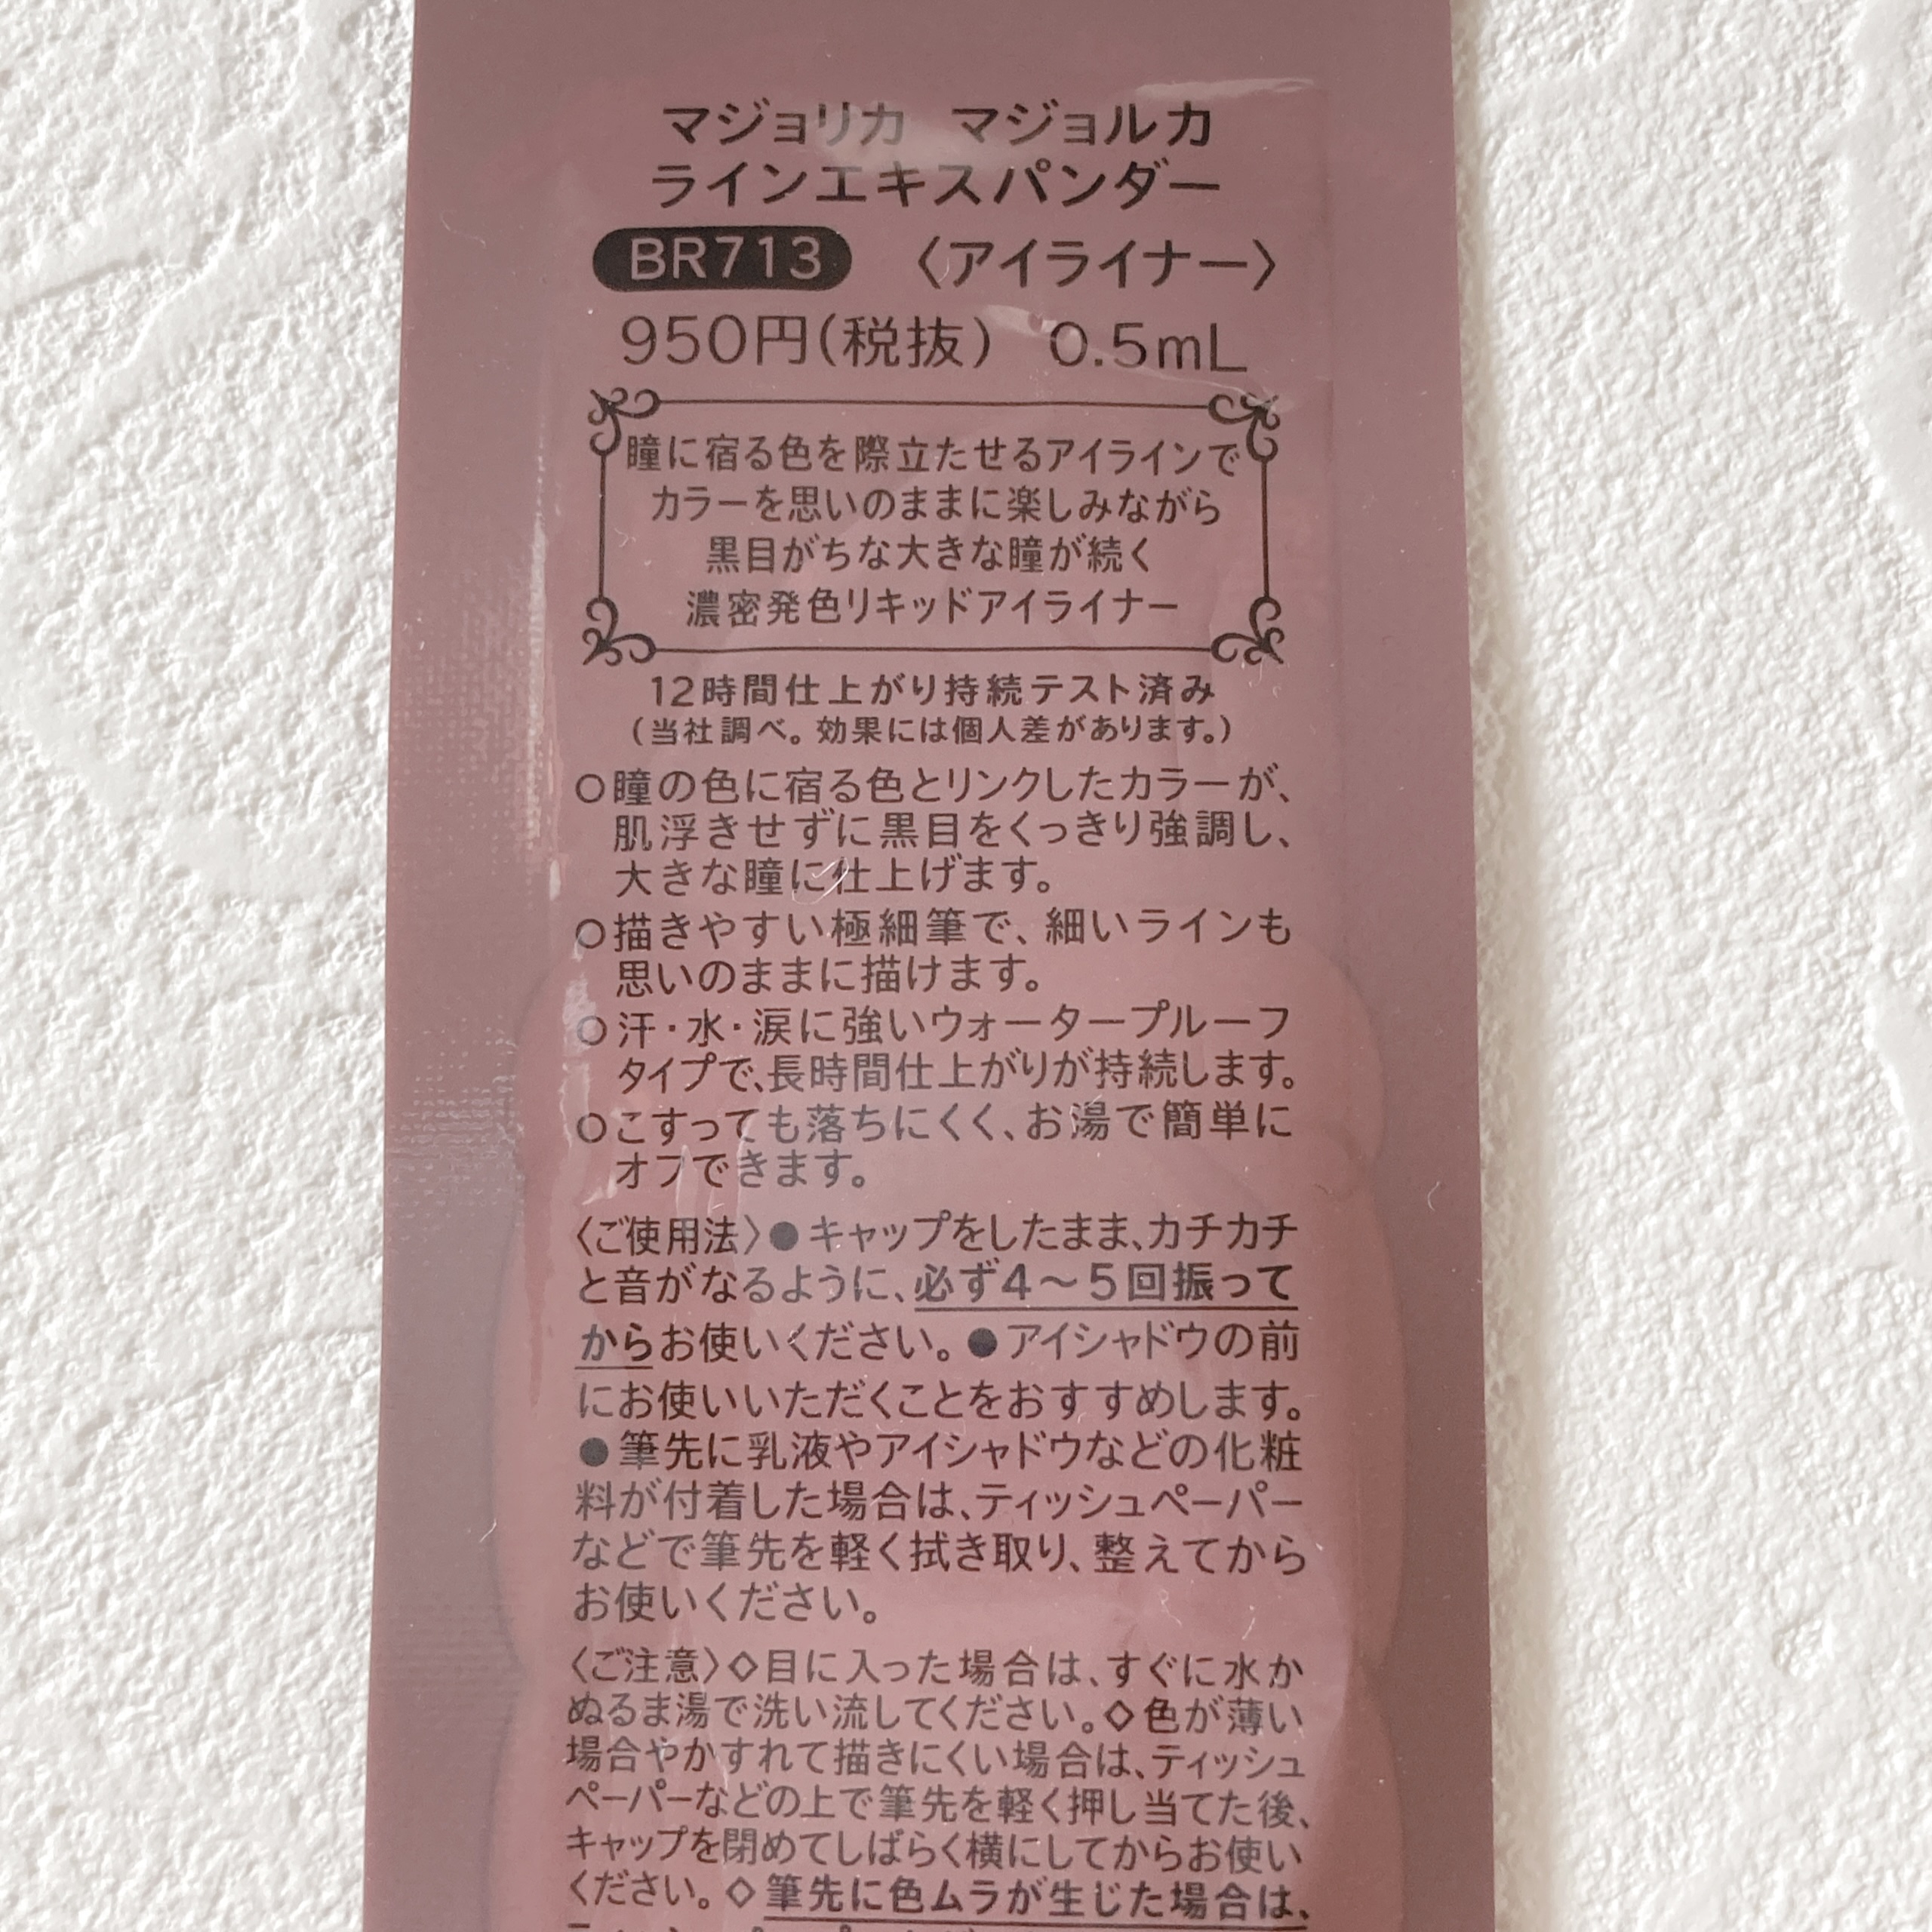 マジョリカ マジョルカ
ラインエキスパンダー
BR713 〈アイライナー〉
950円(税抜) 0.5mL
瞳に宿る色を際立たせるアイラインで
カラーを思いのままに楽しみながら
黒目がちな大きな瞳が続く
濃密発色リキッドアイライナー
12時間仕上がり持続テスト済み
(当社調べ。効果には個人差があります。)
○瞳の色に宿る色とリンクしたカラーが、
肌浮きせずに黒目をくっきり強調し、
大きな瞳に仕上げます。
○描きやすい極細筆で、細いラインも
思いのままに描けます。
○汗・水・涙に強いウォータープルーフ
タイプで、長時間仕上がりが持続します。
○こすっても落ちにくく、お湯で簡単に
オフできます。
〈ご使用法〉●キャップをしたまま、カチカチ
と音がなるように、必ず4〜5回振って
からお使いください。●アイシャドウの前
にお使いいただくことをおすすめします。
●筆先に乳液やアイシャドウなどの化粧
料が付着した場合は、ティッシュペーパー
などで筆先を軽く拭き取り、整えてから
お使いください。
〈ご注意〉◇目に入った場合は、すぐに水か
ぬるま湯で洗い流してください。◇色が薄い
場合やかすれて描きにくい場合は、ティッシュ
ペーパーなどの上で筆先を軽く押し当てた後、
キャップを閉めてしばらく横にしてからお使い
ください。◇筆先に色ムラが生じた場合は、